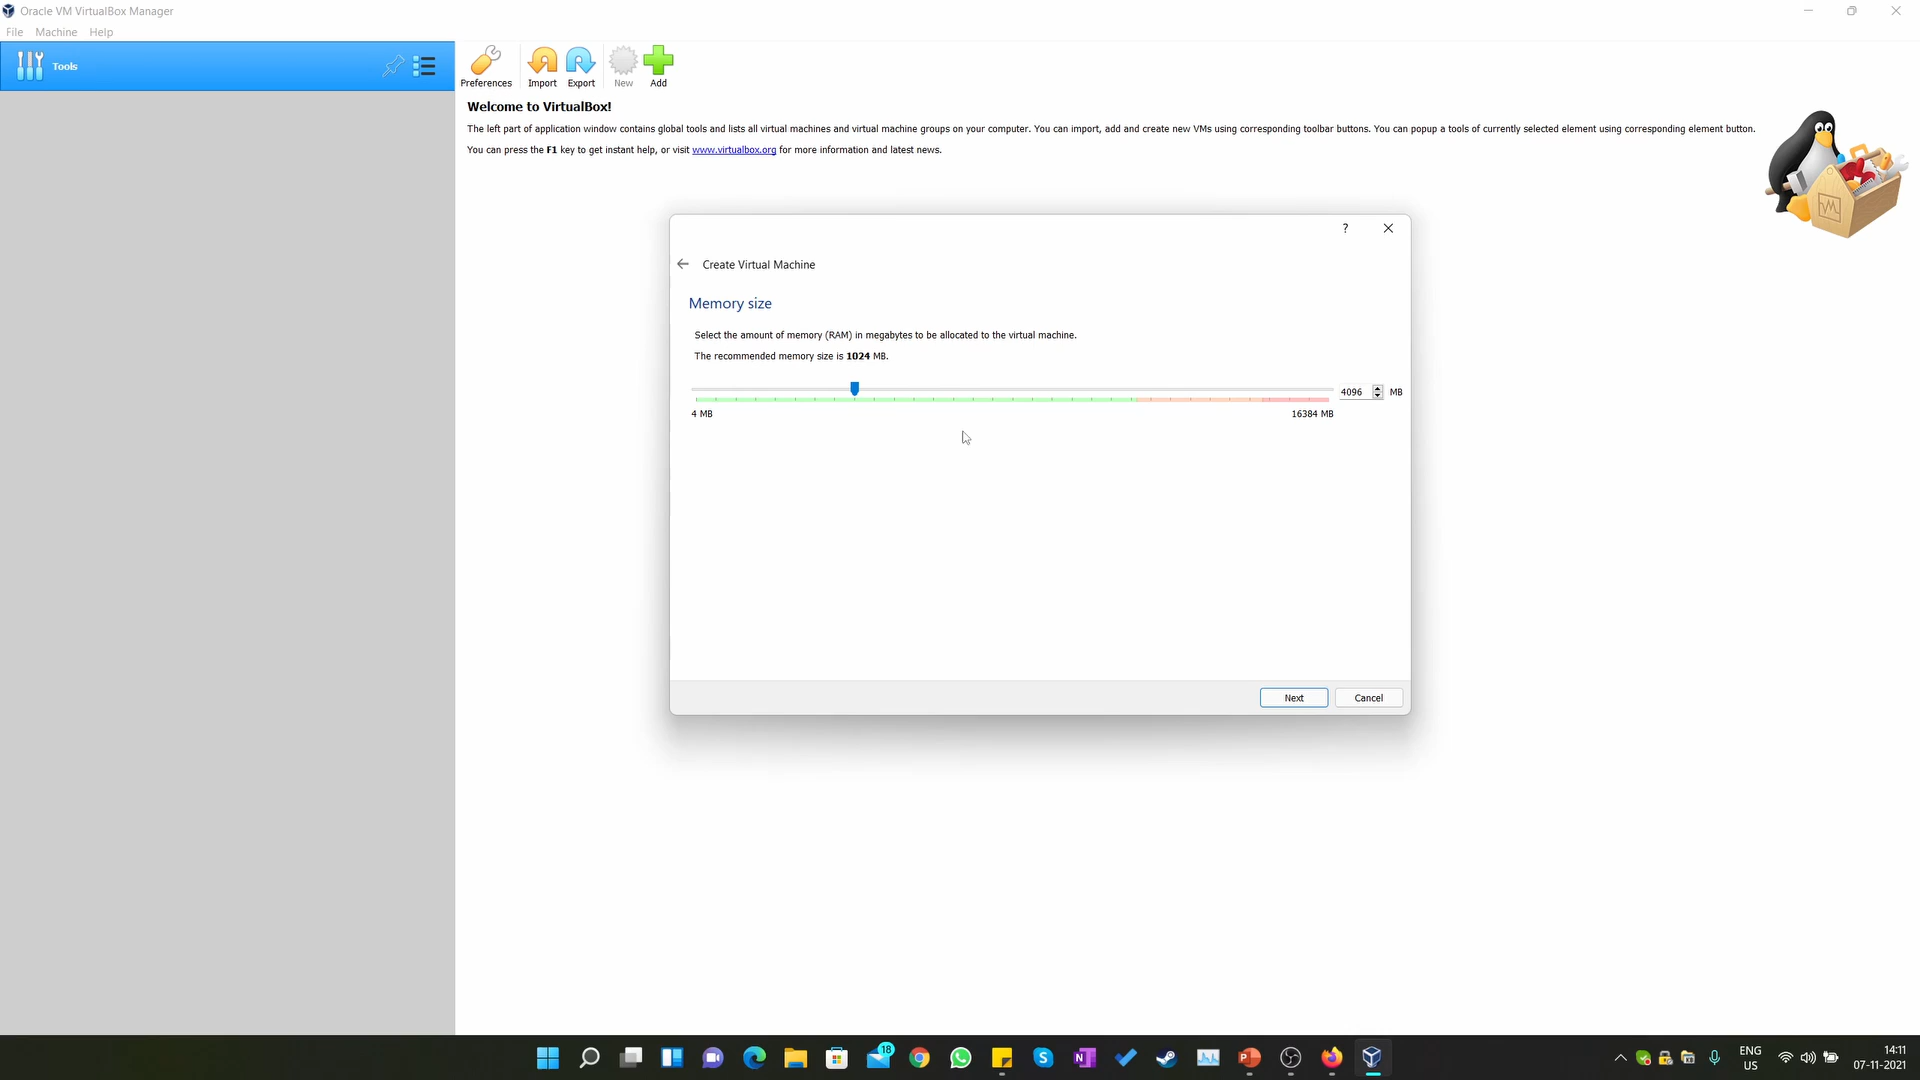 Oracle VM VirtualBox Manager
File Machine Help
Tools
Preferences Import Export New Add
Welcome to VirtualBox!
The left part of application window contains global tools and lists all virtual machines and virtual machine groups on your computer. You can import, add and create new VMs using corresponding toolbar buttons. You can popup a tools of currently selected element using corresponding element button.
You can press the F1 key to get instant help, or visit www.virtualbox.org for more information and latest news.
?
Create Virtual Machine
Memory size
Select the amount of memory (RAM) in megabytes to be allocated to the virtual machine.
The recommended memory size is 1024 MB.
4096 MB
4 MB 16384 MB
Next Cancel
18
ENG
US
14:11
07-11-2021